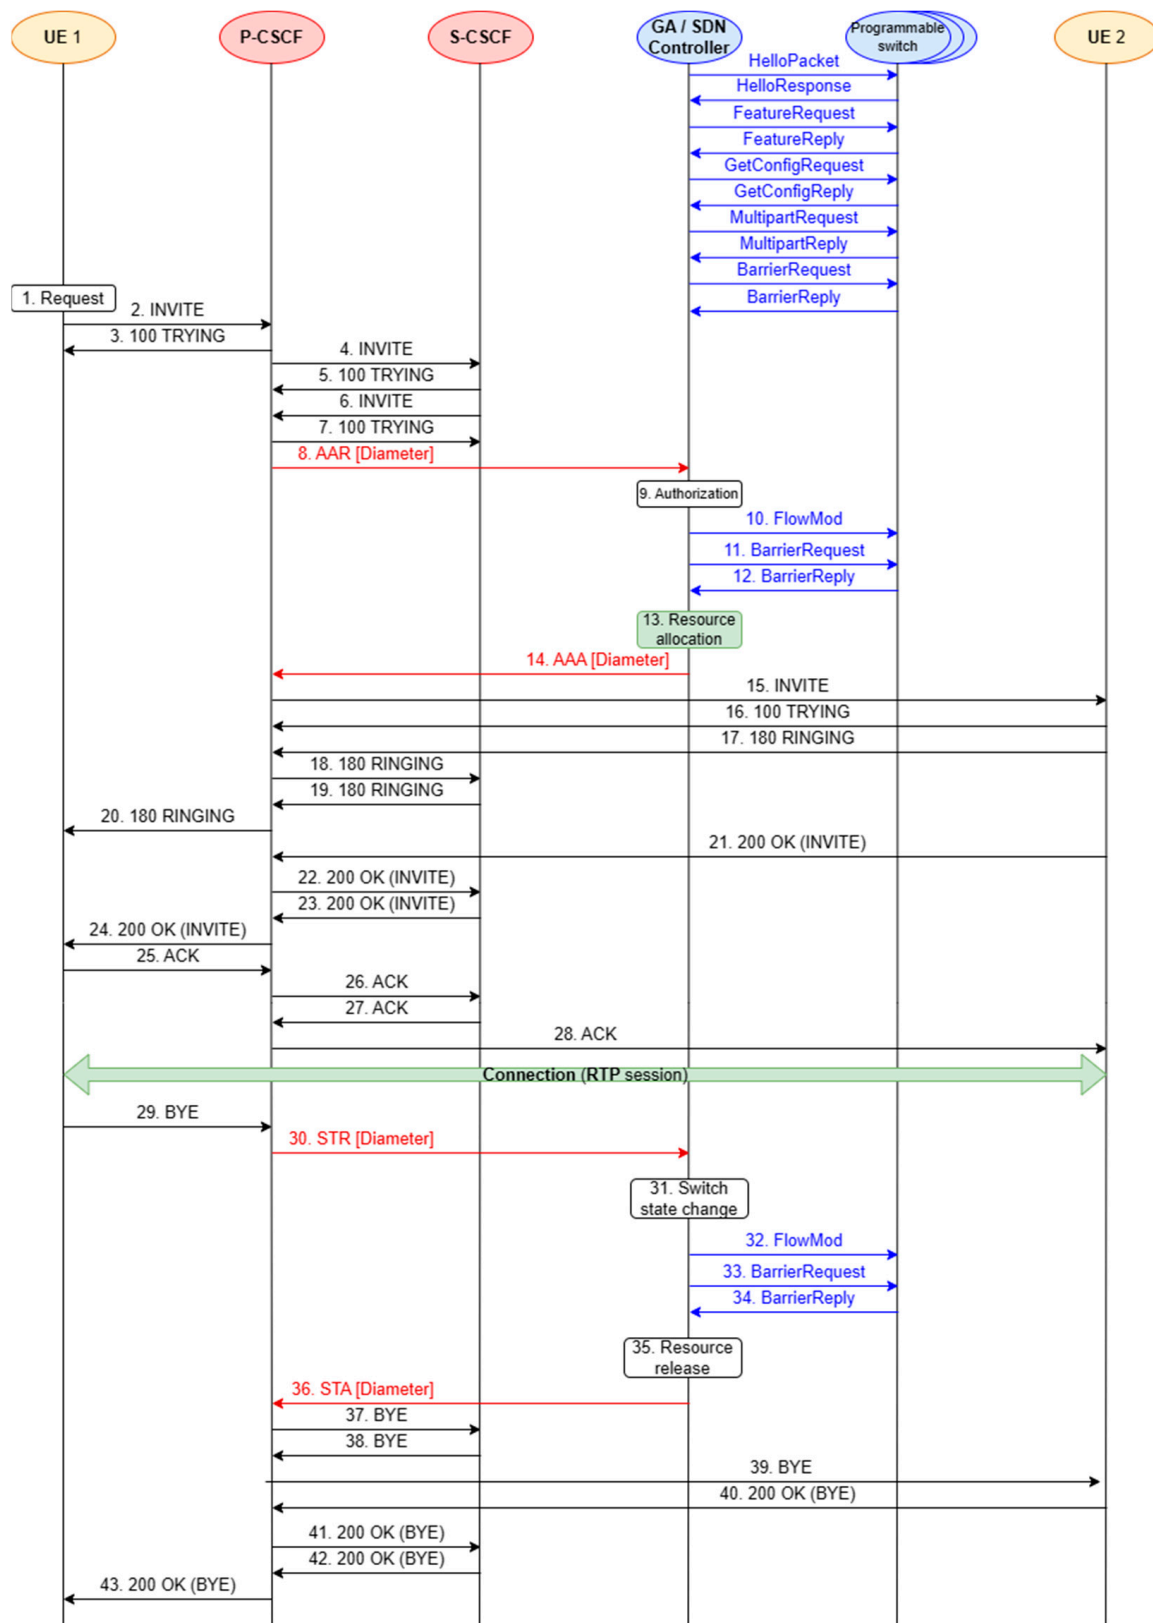 UE 1
P-CSCF
S-CSCF
GA / SDN
Controller
Programmable
switch
UE 2
HelloPacket
HelloResponse
FeatureRequest
FeatureReply
GetConfigRequest
GetConfigReply
MultipartRequest
MultipartReply
BarrierRequest
BarrierReply
1. Request
2. INVITE
3. 100 TRYING
4. INVITE
5. 100 TRYING
6. INVITE
7. 100 TRYING
8. AAR [Diameter]
9. Authorization
10. FlowMod
11. BarrierRequest
12. BarrierReply
13. Resource
allocation
14. AAA [Diameter]
15. INVITE
16. 100 TRYING
17. 180 RINGING
18. 180 RINGING
19. 180 RINGING
20. 180 RINGING
21. 200 OK (INVITE)
22. 200 OK (INVITE)
23. 200 OK (INVITE)
24. 200 OK (INVITE)
25. ACK
26. ACK
27. ACK
28. ACK
Connection (RTP session)
29. BYE
30. STR [Diameter]
31. Switch
state change
32. FlowMod
33. BarrierRequest
34. BarrierReply
35. Resource
release
36. STA [Diameter]
37. BYE
38. BYE
39. BYE
40. 200 OK (BYE)
41. 200 OK (BYE)
42. 200 OK (BYE)
43. 200 OK (BYE)